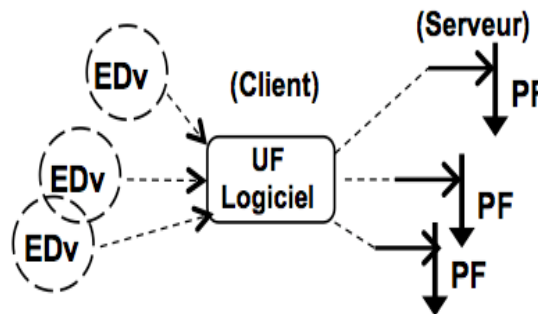 (Serveur)
EDv
(Client)
PF
UF
Logiciel
EDv
PF
EDv
PF